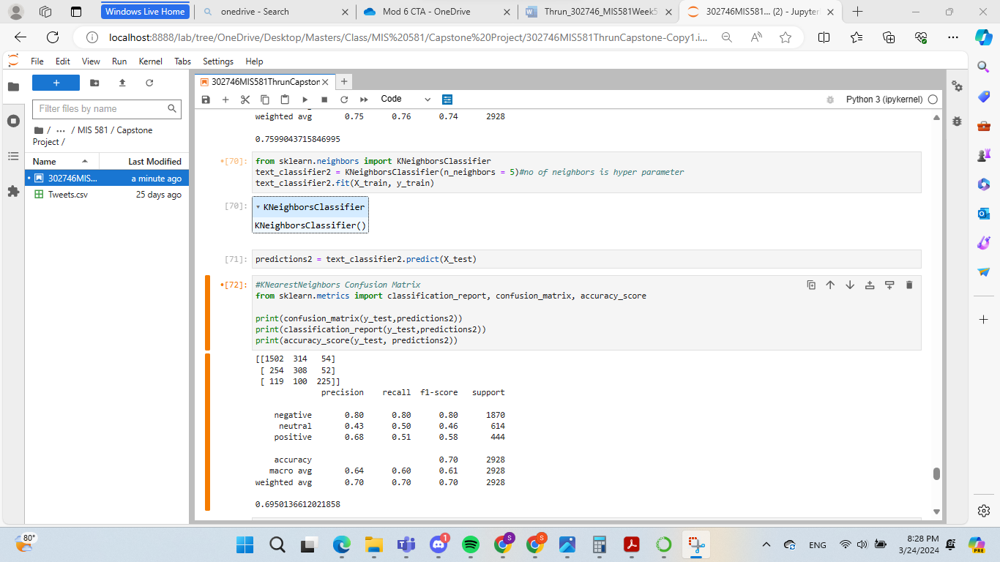 Windows Live Home
onedrive - Search
Mod 6 CTA - OneDrive
Thrun_302746_MIS581Week5
302746MIS581... (2) - Jupyter
localhost:8888/lab/tree/OneDrive/Desktop/Masters/Class/MIS%20581/Capstone%20Project/302746MIS581ThrunCapstone-Copy1.i...
File Edit View Run Kernel Tabs Settings Help
302746MIS581ThrunCapston
Filter files by name
Code
Python 3 (ipykernel)
/ ... / MIS 581 / Capstone
Project /
Name Last Modified
302746MIS... a minute ago
Tweets.csv 25 days ago
weighted avg 0.75 0.76 0.74 2928
0.7599043715846995
[70]: from sklearn.neighbors import KNeighborsClassifier
text_classifier2 = KNeighborsClassifier(n_neighbors = 5)#no of neighbors is hyper parameter
text_classifier2.fit(X_train, y_train)
[70]: KNeighborsClassifier
KNeighborsClassifier()
[71]: predictions2 = text_classifier2.predict(X_test)
[72]: #KNearestNeighbors Confusion Matrix
from sklearn.metrics import classification_report, confusion_matrix, accuracy_score
print(confusion_matrix(y_test,predictions2))
print(classification_report(y_test,predictions2))
print(accuracy_score(y_test, predictions2))
[[1502 314 54]
[ 254 308 52]
[ 119 100 225]]
precision recall f1-score support
negative 0.80 0.80 0.80 1870
neutral 0.43 0.50 0.46 614
positive 0.68 0.51 0.58 444
accuracy 0.70 2928
macro avg 0.64 0.60 0.61 2928
weighted avg 0.70 0.70 0.70 2928
0.6950136612021858
80°
1
S
S
ENG
8:28 PM
3/24/2024
PRE